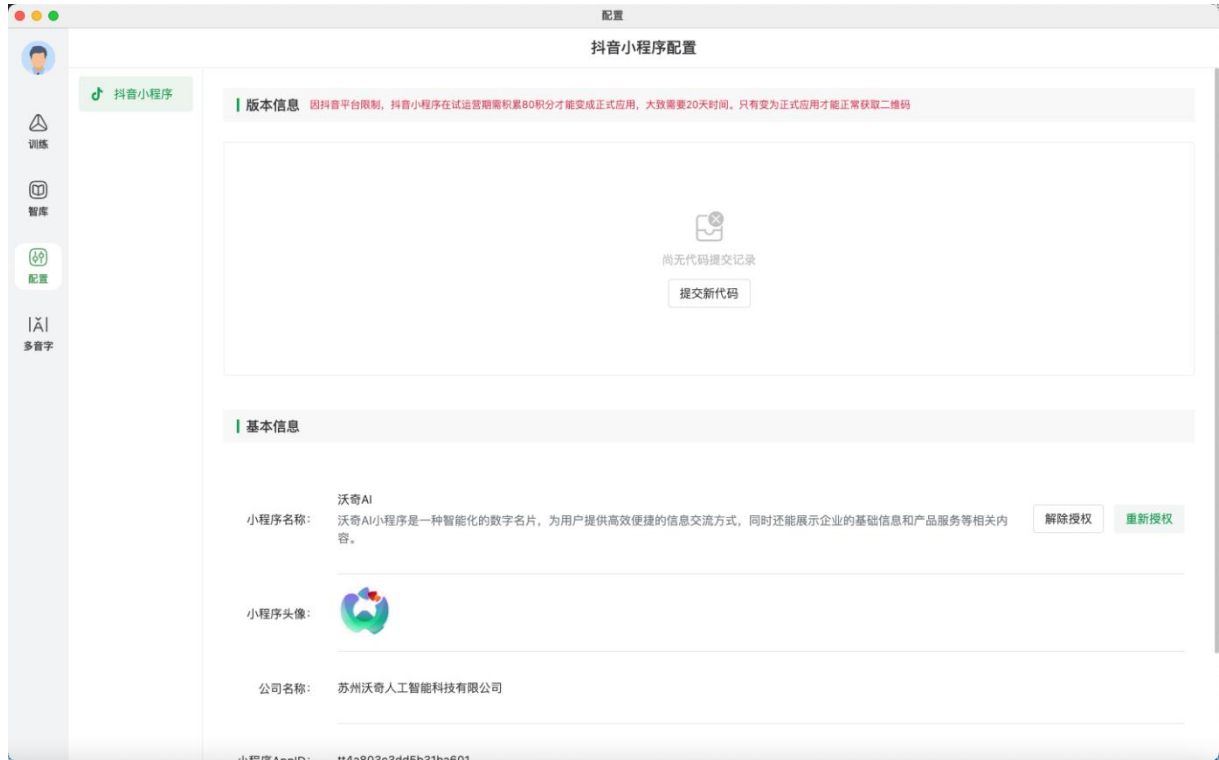 配置
抖音小程序配置
抖音小程序
训练
智库
配置
多音字
版本信息 因抖音平台限制，抖音小程序在试运营期需积累80积分才能变成正式应用，大致需要20天时间。只有变为正式应用才能正常获取二维码
尚无代码提交记录
提交新代码
基本信息
小程序名称：
沃奇AI
沃奇AI小程序是一种智能化的数字名片，为用户提供高效便捷的信息交流方式，同时还能展示企业的基础信息和产品服务等相关内
容。
解除授权 重新授权
小程序头像：
公司名称： 苏州沃奇人工智能科技有限公司
小程序AppID：